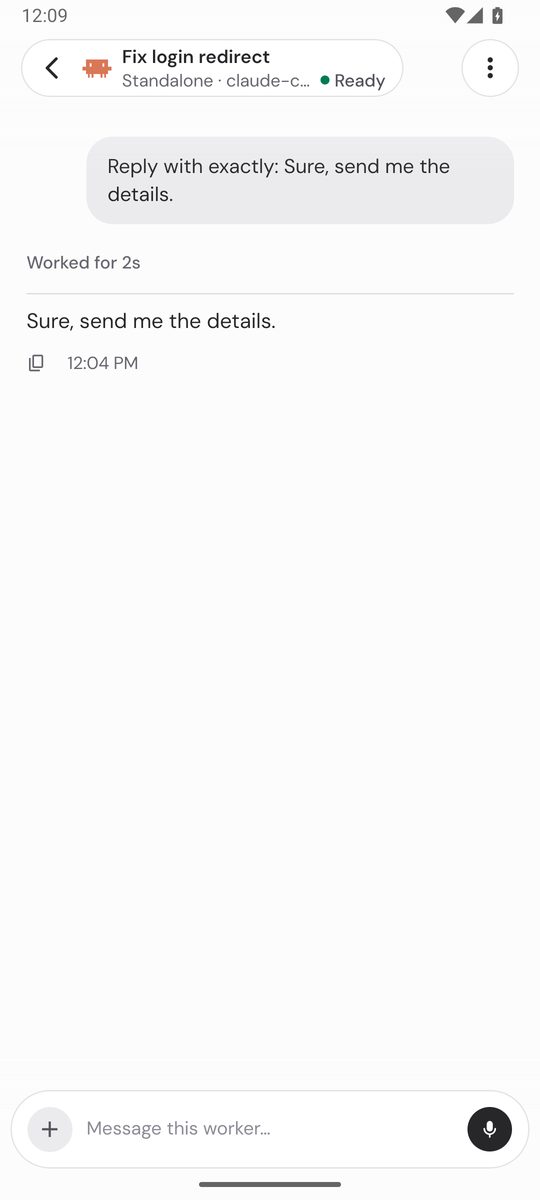 12:09
Fix login redirect
Standalone · claude-c... Ready
Reply with exactly: Sure, send me the
details.
Worked for 2s
Sure, send me the details.
12:04 PM
Message this worker...